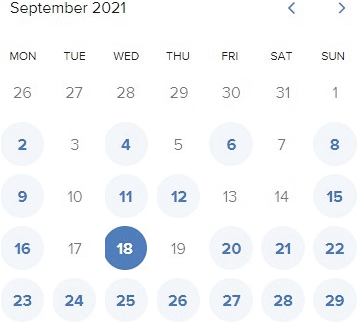 September 2021
MON TUE WED THU FRI SAT SUN
26 27 28 29 30 31 1
2 3 4 5 6 7 8
9 10 11 12 13 14 15
16 17 18 19 20 21 22
23 24 25 26 27 28 29